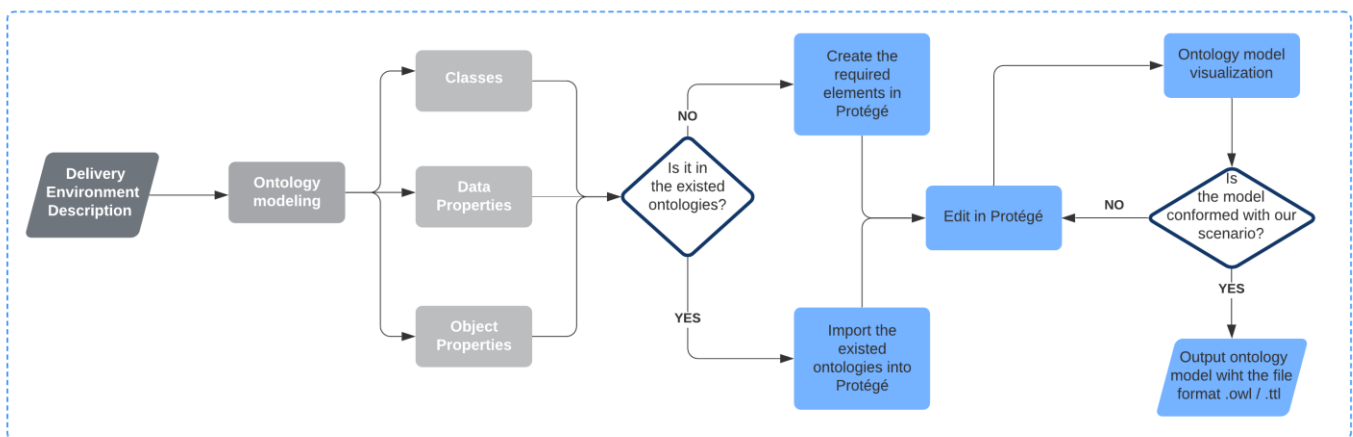 Delivery
Environment
Description
Ontology
modeling
Classes
Data
Properties
Object
Properties
Is it in
the existed
ontologies?
NO
YES
Create the
required
elements in
Protégé
Import the
existed
ontologies into
Protégé
Edit in Protégé
Ontology model
visualization
Is
the model
conformed with our
scenario?
NO
YES
Output ontology
model wiht the file
format .owl / .ttl